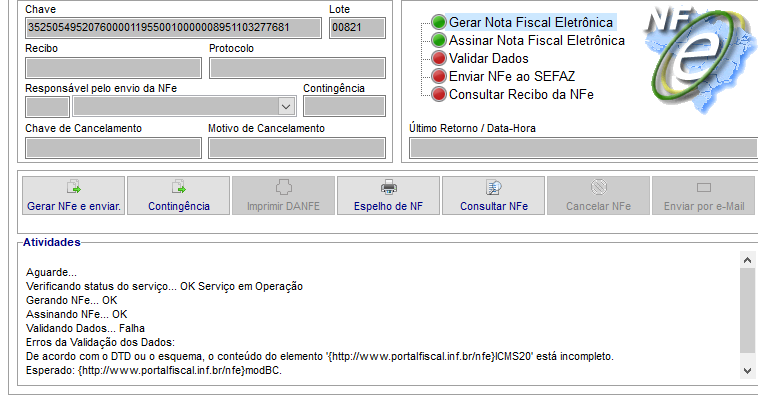 Chave Lote
35250549520760000119550010000008951103277681 00821
Recibo Protocolo
Responsável pelo envio da NFe Contingência
Chave de Cancelamento Motivo de Cancelamento
Gerar Nota Fiscal Eletrônica
Assinar Nota Fiscal Eletrônica
Validar Dados
Enviar NFe ao SEFAZ
Consultar Recibo da NFe
NF e
Último Retorno / Data-Hora
Gerar NFe e enviar. Contingência Imprimir DANFE Espelho de NF Consultar NFe Cancelar NFe Enviar por e-Mail
Atividades
Aguarde...
Verificando status do serviço... OK Serviço em Operação
Gerando NFe... OK
Assinando NFe... OK
Validando Dados... Falha
Erros da Validação dos Dados:
De acordo com o DTD ou o esquema, o conteúdo do elemento '{http://www.portalfiscal.inf.br/nfe}ICMS20' está incompleto.
Esperado: {http://www.portalfiscal.inf.br/nfe}modBC.